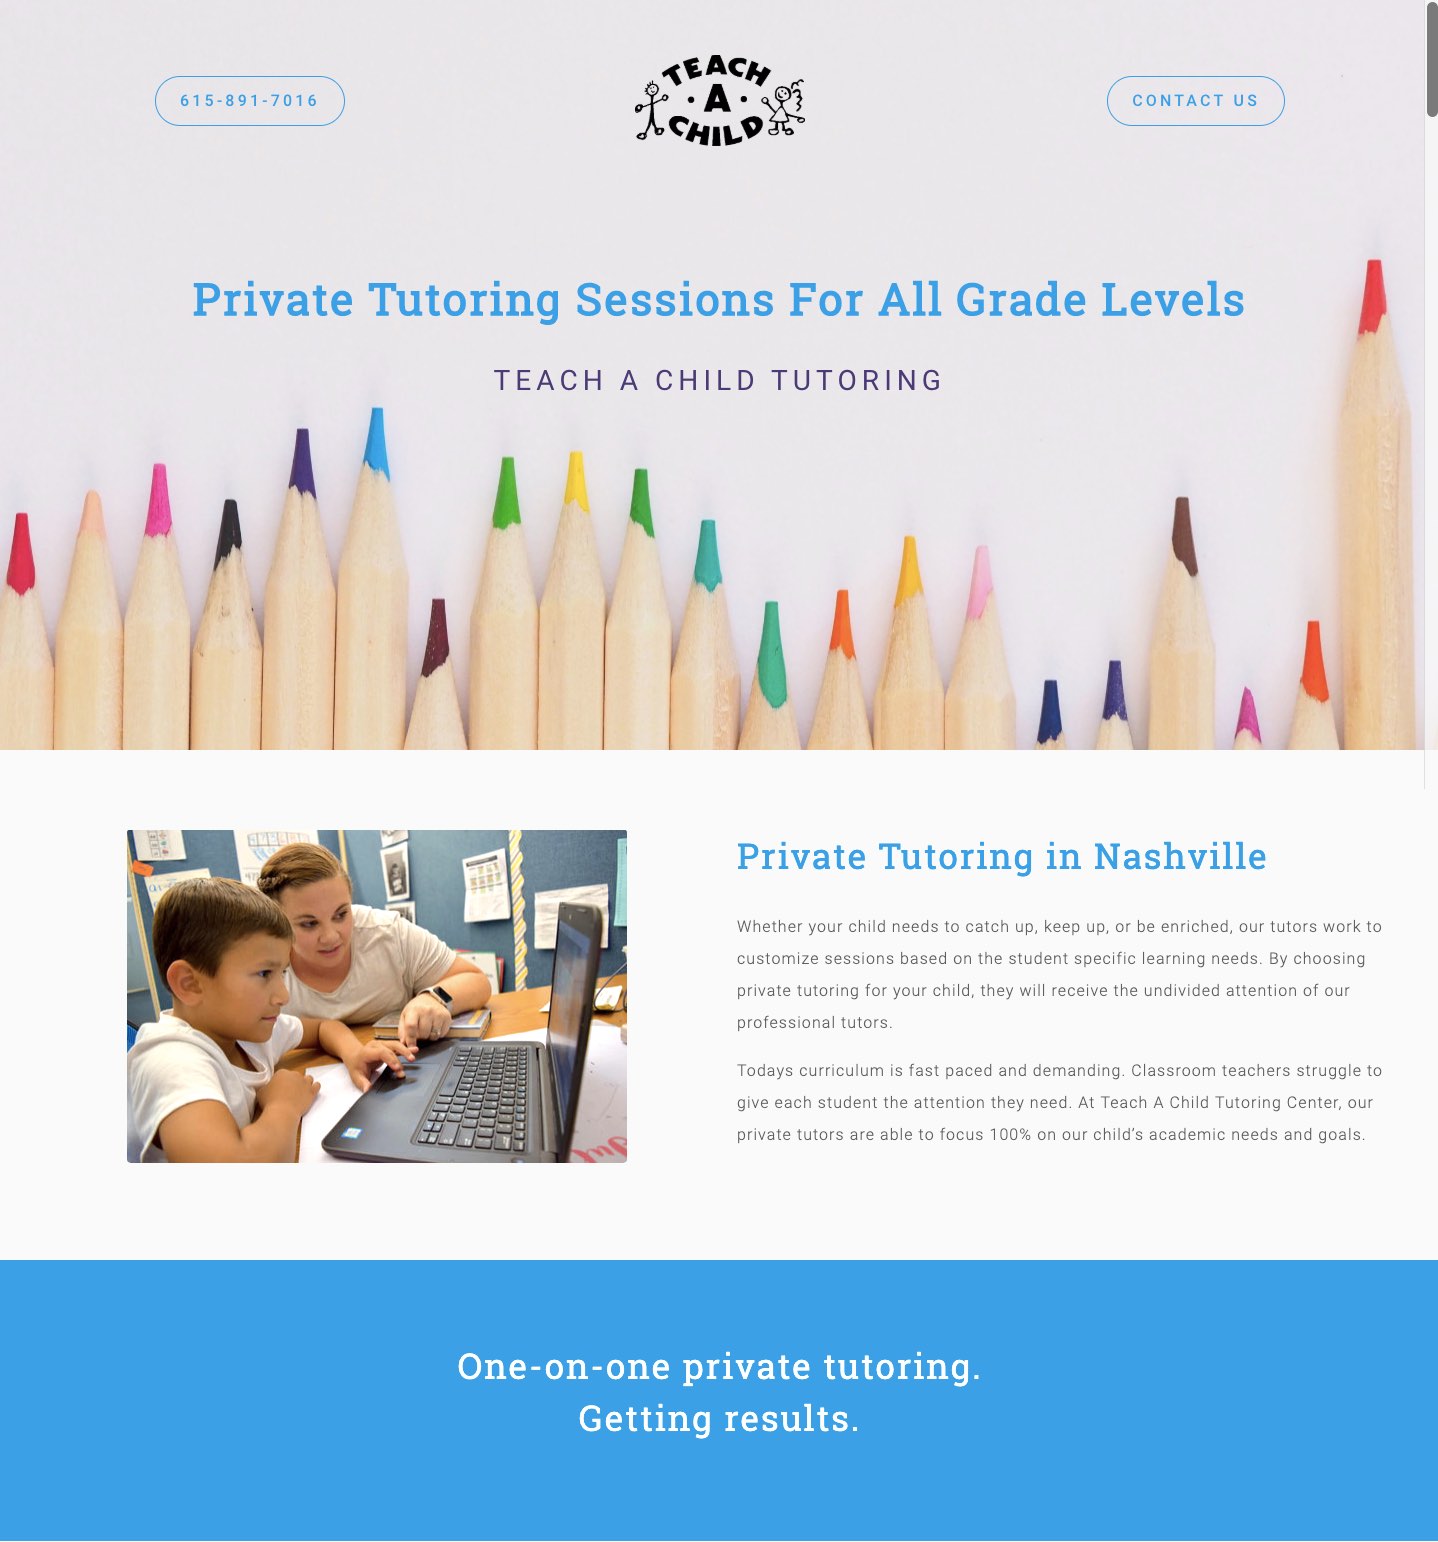 615-891-7016
TEACH
A
CHILD
CONTACT US
Private Tutoring Sessions For All Grade Levels
TEACH A CHILD TUTORING
Private Tutoring in Nashville
Whether your child needs to catch up, keep up, or be enriched, our tutors work to
customize sessions based on the student specific learning needs. By choosing
private tutoring for your child, they will receive the undivided attention of our
professional tutors.
Todays curriculum is fast paced and demanding. Classroom teachers struggle to
give each student the attention they need. At Teach A Child Tutoring Center, our
private tutors are able to focus 100% on our child’s academic needs and goals.
One-on-one private tutoring.
Getting results.